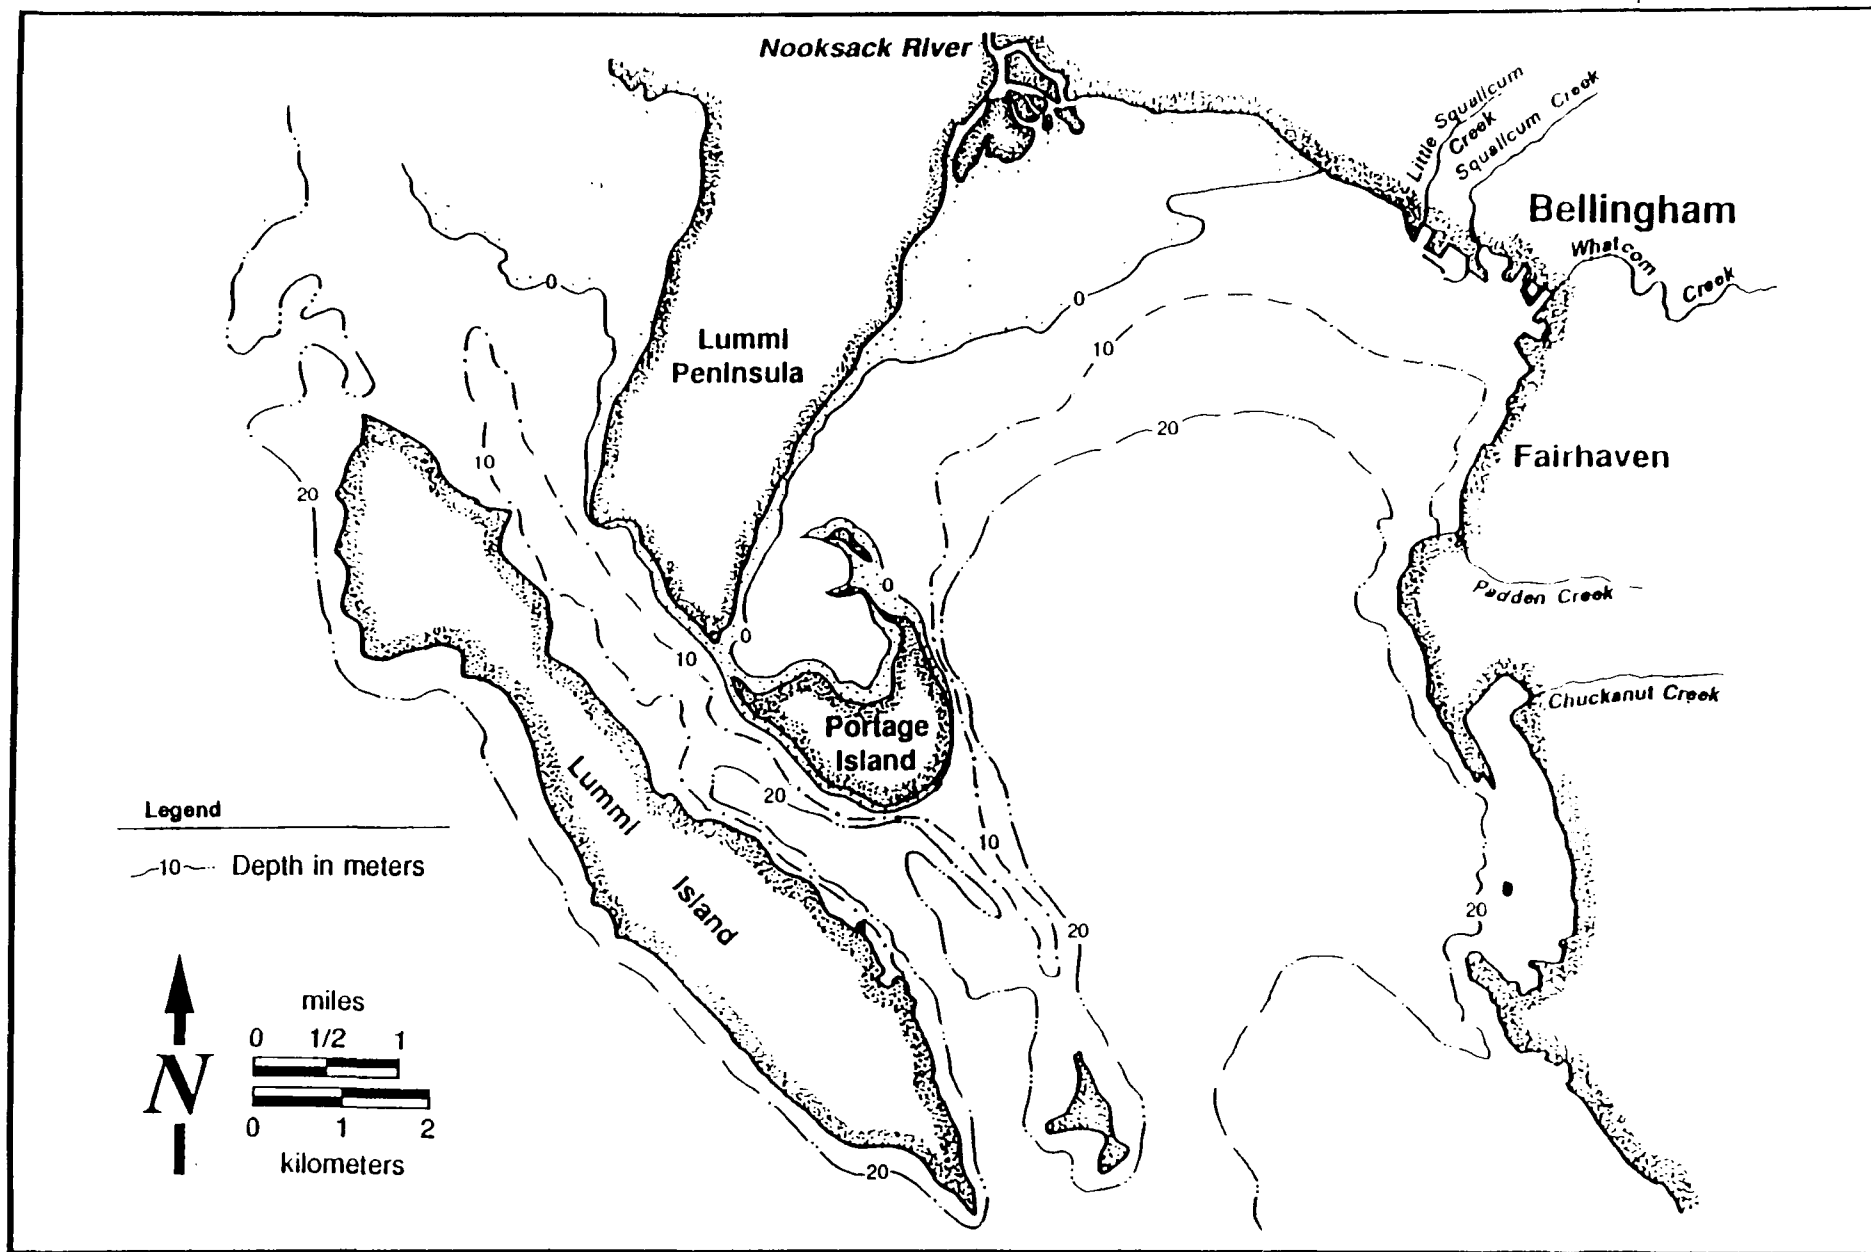 Nooksack River
Little Squalicum
Creek
Squalicum Creek
Bellingham
Whatcom
Creek
0
0
Lummi
Peninsula
10
20
10
Fairhaven
20
0
Padden Creek
0
10
Chuckanut Creek
Portage
Island
Lummi
Island
20
10
20
20
20
Legend
10 Depth in meters
miles
0 1/2 1
N
0 1 2
kilometers